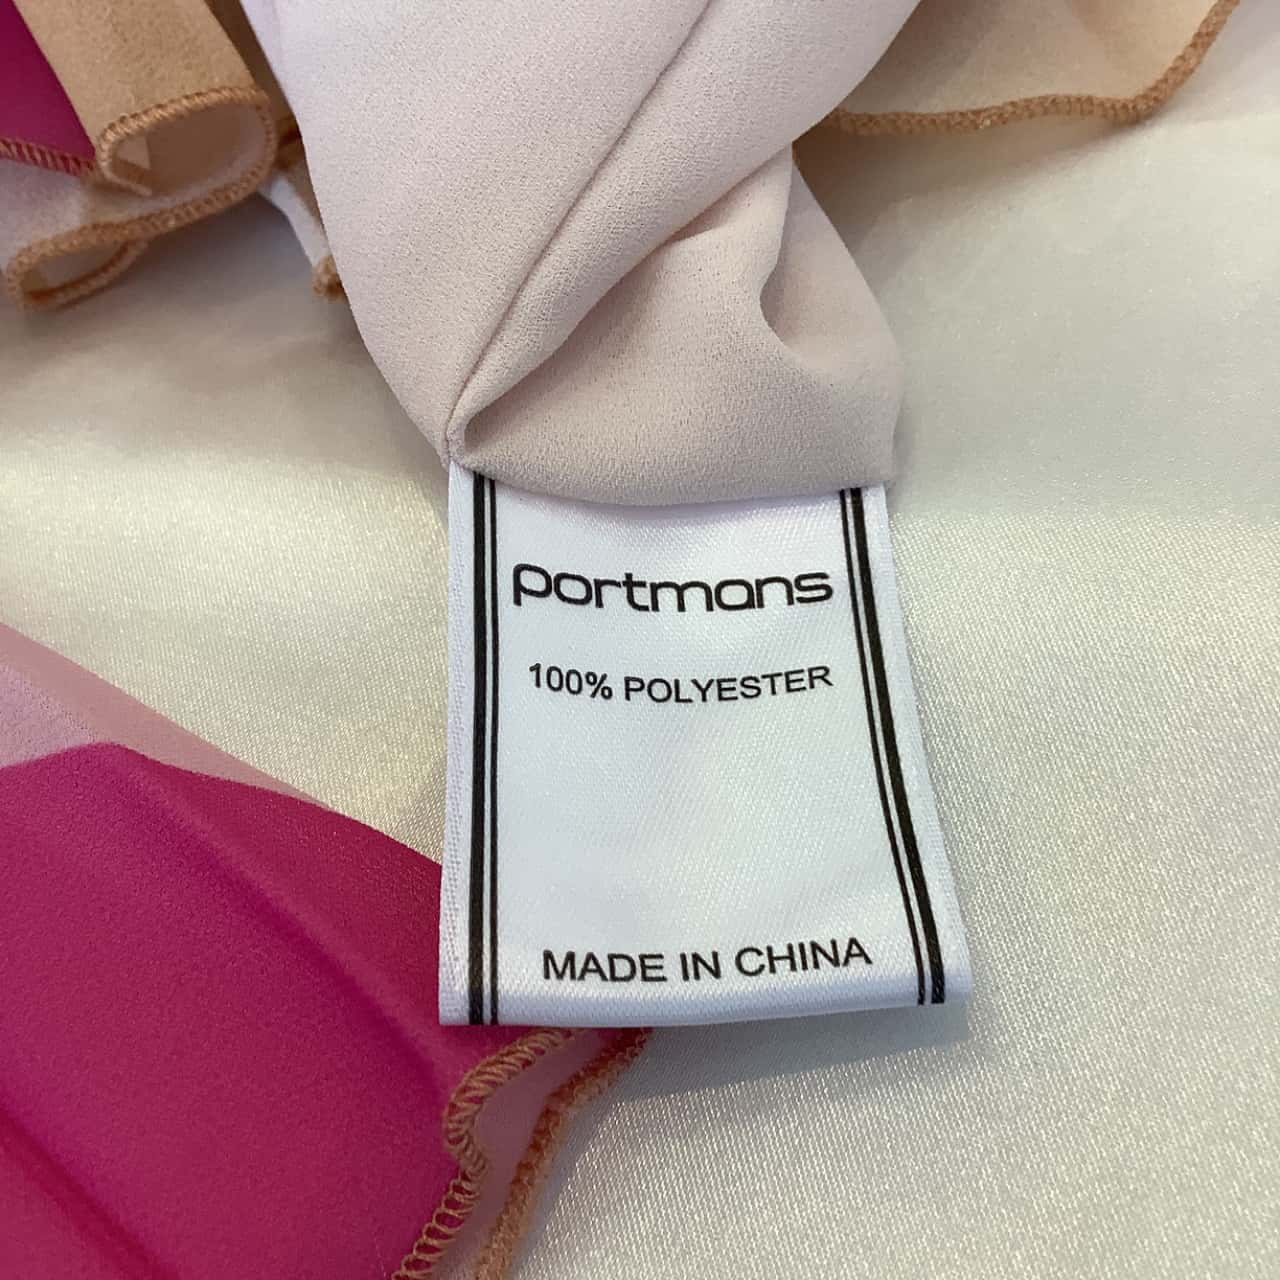 portmans
100% POLYESTER
MADE IN CHINA